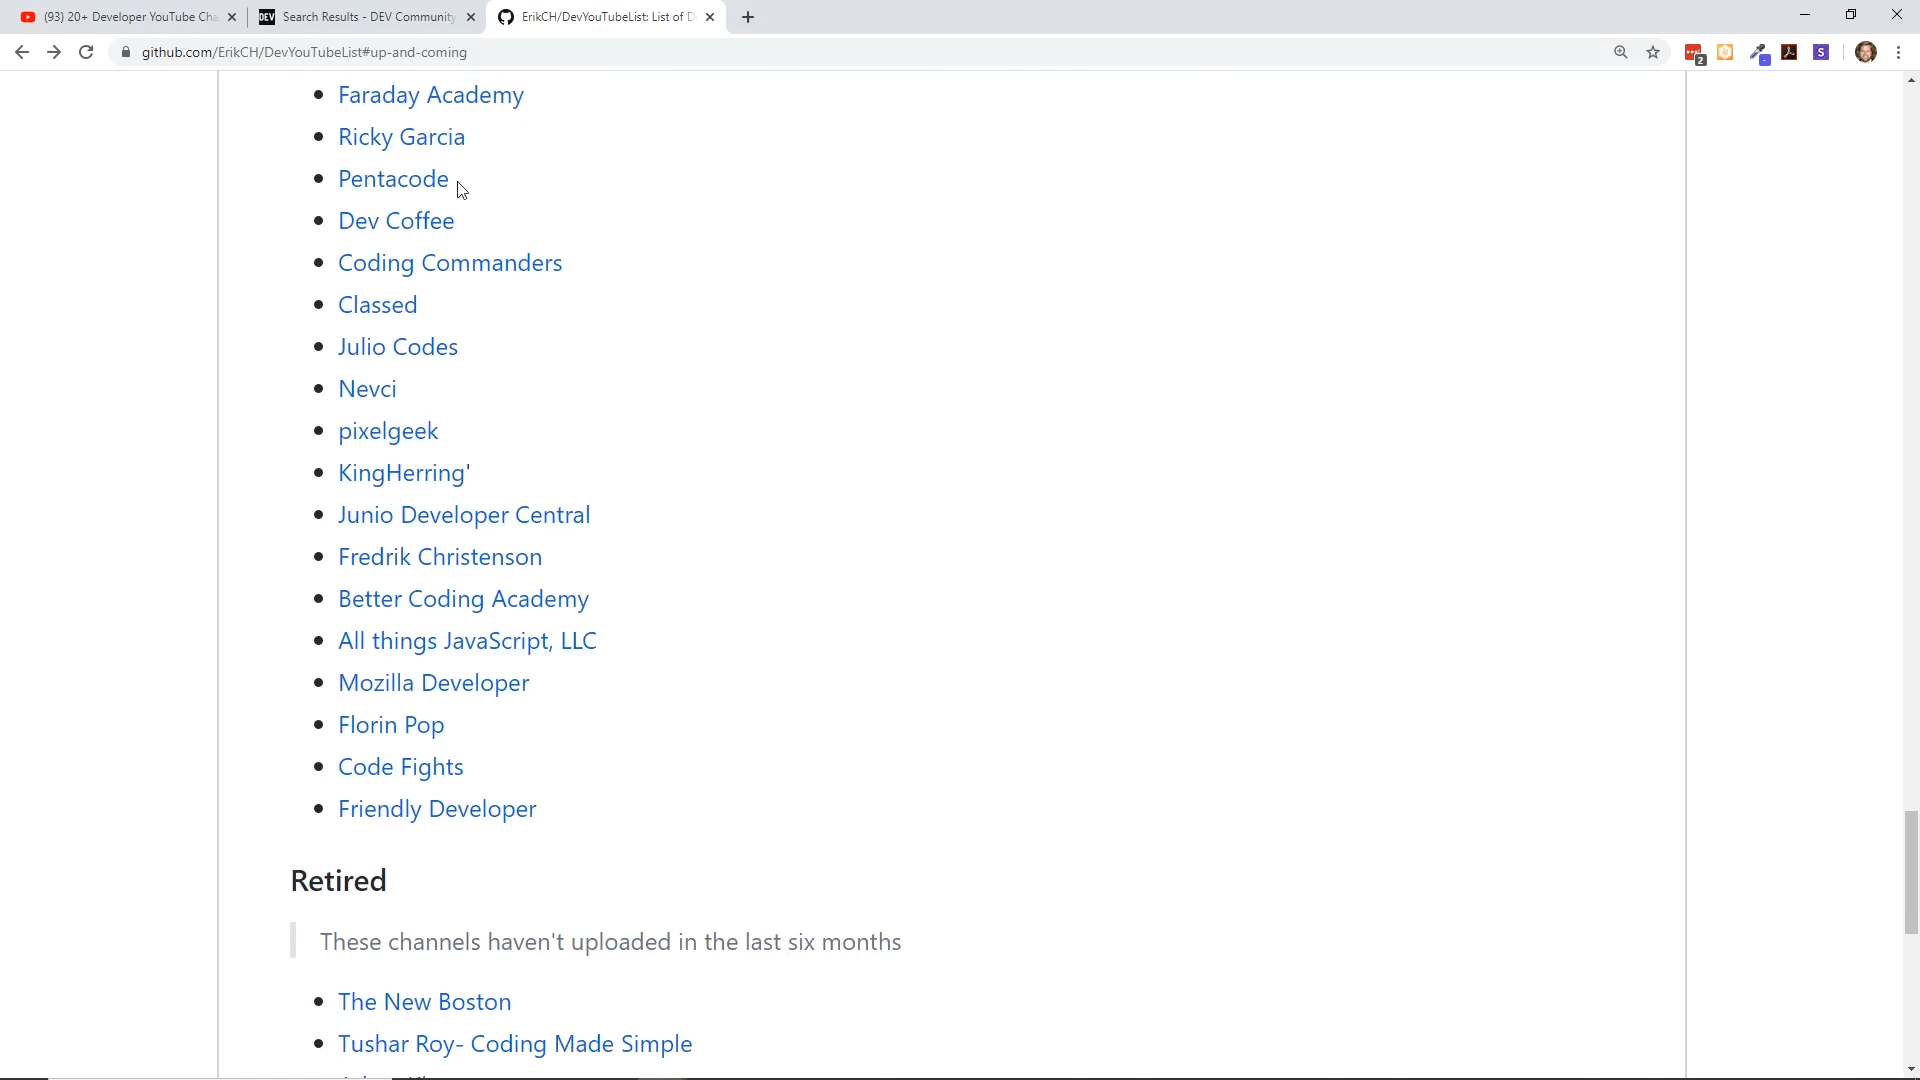 (93) 20+ Developer YouTube Cha
DEV
Search Results - DEV Community
ErikCH/DevYouTubeList: List of D
github.com/ErikCH/DevYouTubeList#up-and-coming
2
S
Faraday Academy
Ricky Garcia
Pentacode
Dev Coffee
Coding Commanders
Classed
Julio Codes
Nevci
pixelgeek
KingHerring'
Junio Developer Central
Fredrik Christenson
Better Coding Academy
All things JavaScript, LLC
Mozilla Developer
Florin Pop
Code Fights
Friendly Developer
Retired
These channels haven't uploaded in the last six months
The New Boston
Tushar Roy- Coding Made Simple